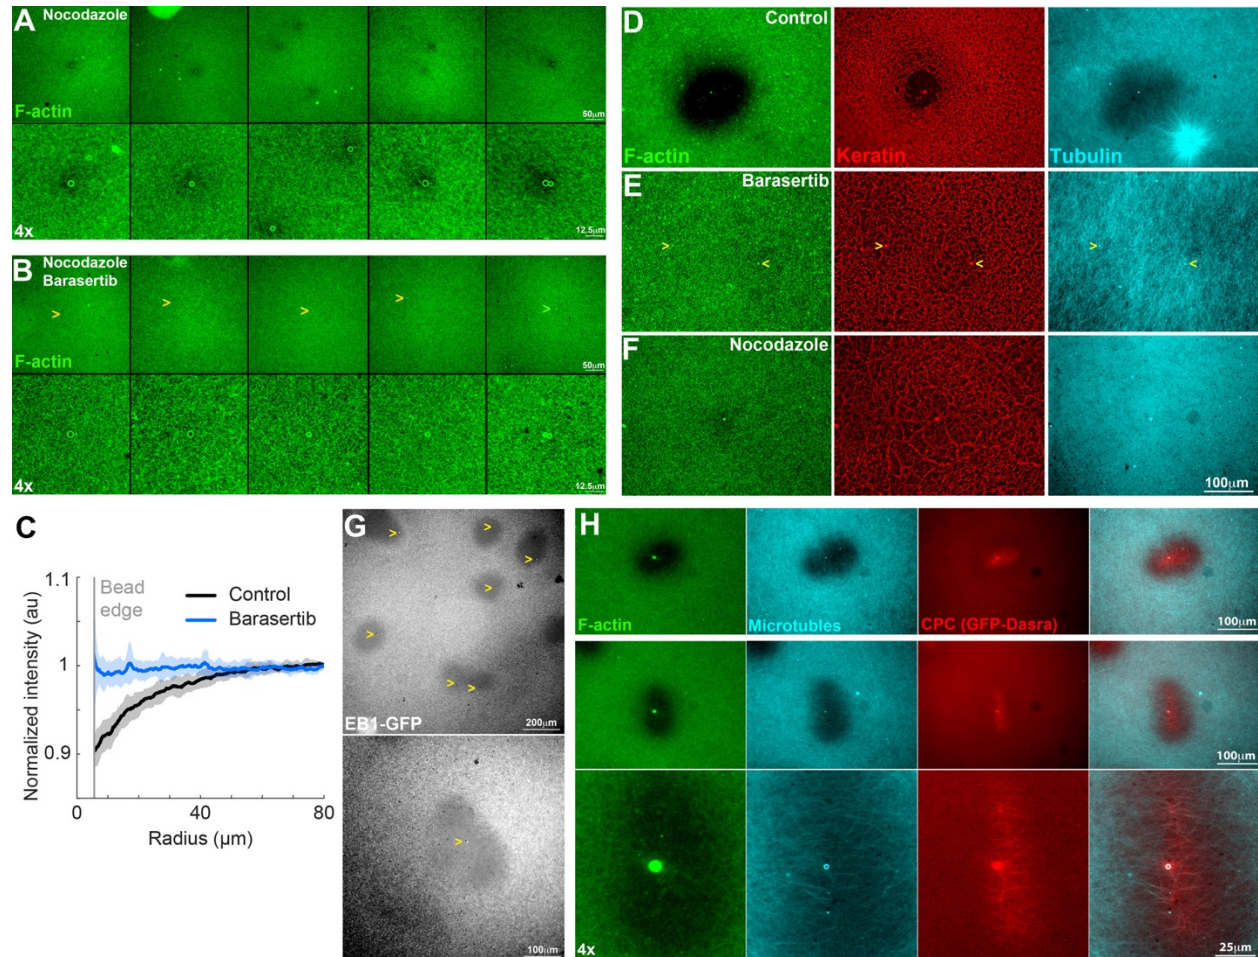 A
Nocodazole
F-actin
50μm
4x
12.5μm
B
Nocodazole
Barasertib
>
>
>
>
>
F-actin
50μm
4x
12.5μm
C
1.1
1
0.9
Normalized intensity (au)
Bead
edge
Control
Barasertib
0
40
80
Radius (μm)
D
Control
F-actin
Keratin
Tubulin
E
Barasertib
>
<
>
<
>
<
F
Nocodazole
100μm
G
>
>
>
>
>
>
>
EB1-GFP
200μm
>
100μm
H
F-actin
Microtubles
CPC (GFP-Dasra)
100μm
100μm
4x
25μm